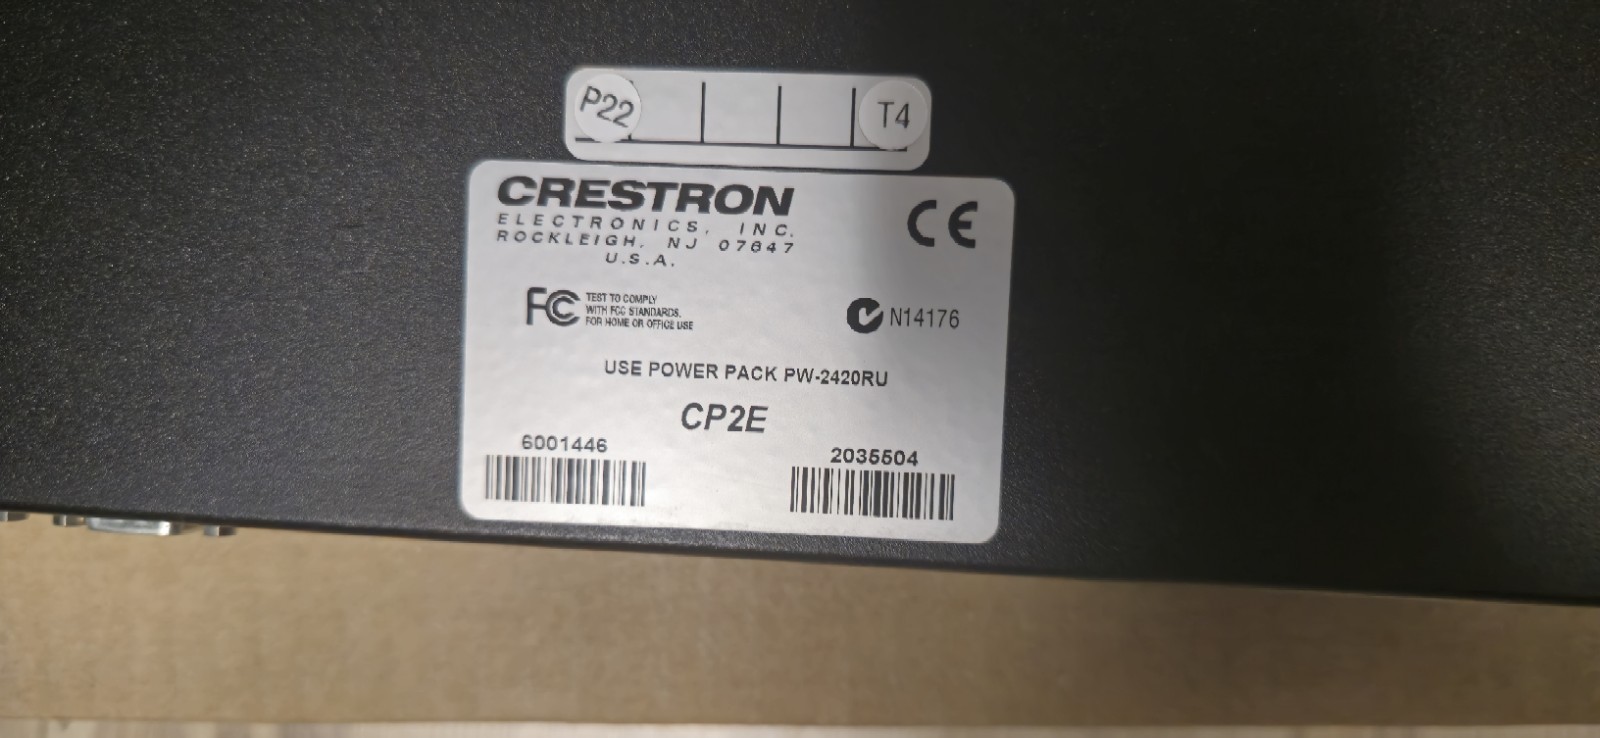 P22 T4
CRESTRON
ELECTRONICS, INC.
ROCKLEIGH, NJ 07647
U.S.A.
CE
FC TEST TO COMPLY
WITH FCC STANDARDS.
FOR HOME OR OFFICE USE
N14176
USE POWER PACK PW-2420RU
CP2E
6001446 2035504